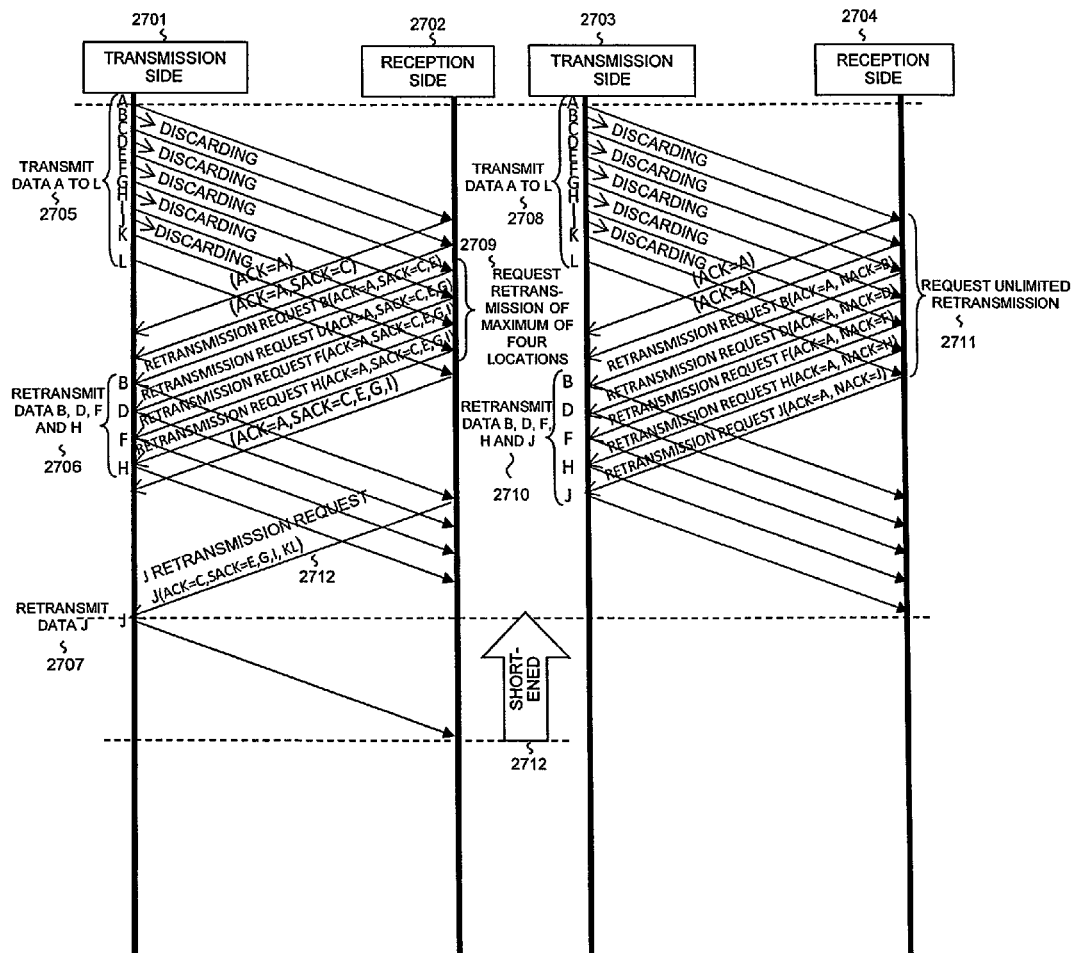 2701
2702
2703
2704
TRANSMISSION
SIDE
RECEPTION
SIDE
TRANSMISSION
SIDE
RECEPTION
SIDE
A
B
C
D
E
F
G
H
I
J
K
L
TRANSMIT
DATA A TO L
2705
DISCARDING
DISCARDING
DISCARDING
DISCARDING
DISCARDING
(ACK=A)
(ACK=A,SACK=C)
RETRANSMISSION REQUEST B(ACK=A,SACK=C,E)
RETRANSMISSION REQUEST D(ACK=A,SACK=C,E,G)
RETRANSMISSION REQUEST F(ACK=A,SACK=C,E,G,I)
RETRANSMISSION REQUEST H(ACK=A,SACK=C,E,G,I)
(ACK=A,SACK=C,E,G,I)
2709
REQUEST
RETRANS-
MISSION OF
MAXIMUM OF
FOUR
LOCATIONS
RETRANSMIT
DATA B, D, F
AND H
2706
B
D
F
H
J RETRANSMISSION REQUEST
J(ACK=C,SACK=E,G,I, KL)
2712
RETRANSMIT
DATA J
2707
J
A
B
C
D
E
F
G
H
I
J
K
L
TRANSMIT
DATA A TO L
2708
DISCARDING
DISCARDING
DISCARDING
DISCARDING
DISCARDING
(ACK=A)
(ACK=A)
RETRANSMISSION REQUEST B(ACK=A, NACK=B)
RETRANSMISSION REQUEST D(ACK=A, NACK=D)
RETRANSMISSION REQUEST F(ACK=A, NACK=F)
RETRANSMISSION REQUEST H(ACK=A, NACK=H)
RETRANSMISSION REQUEST J(ACK=A, NACK=J)
REQUEST UNLIMITED
RETRANSMISSION
2711
RETRANSMIT
DATA B, D, F,
H AND J
2710
B
D
F
H
J
SHORT-
ENED
2712